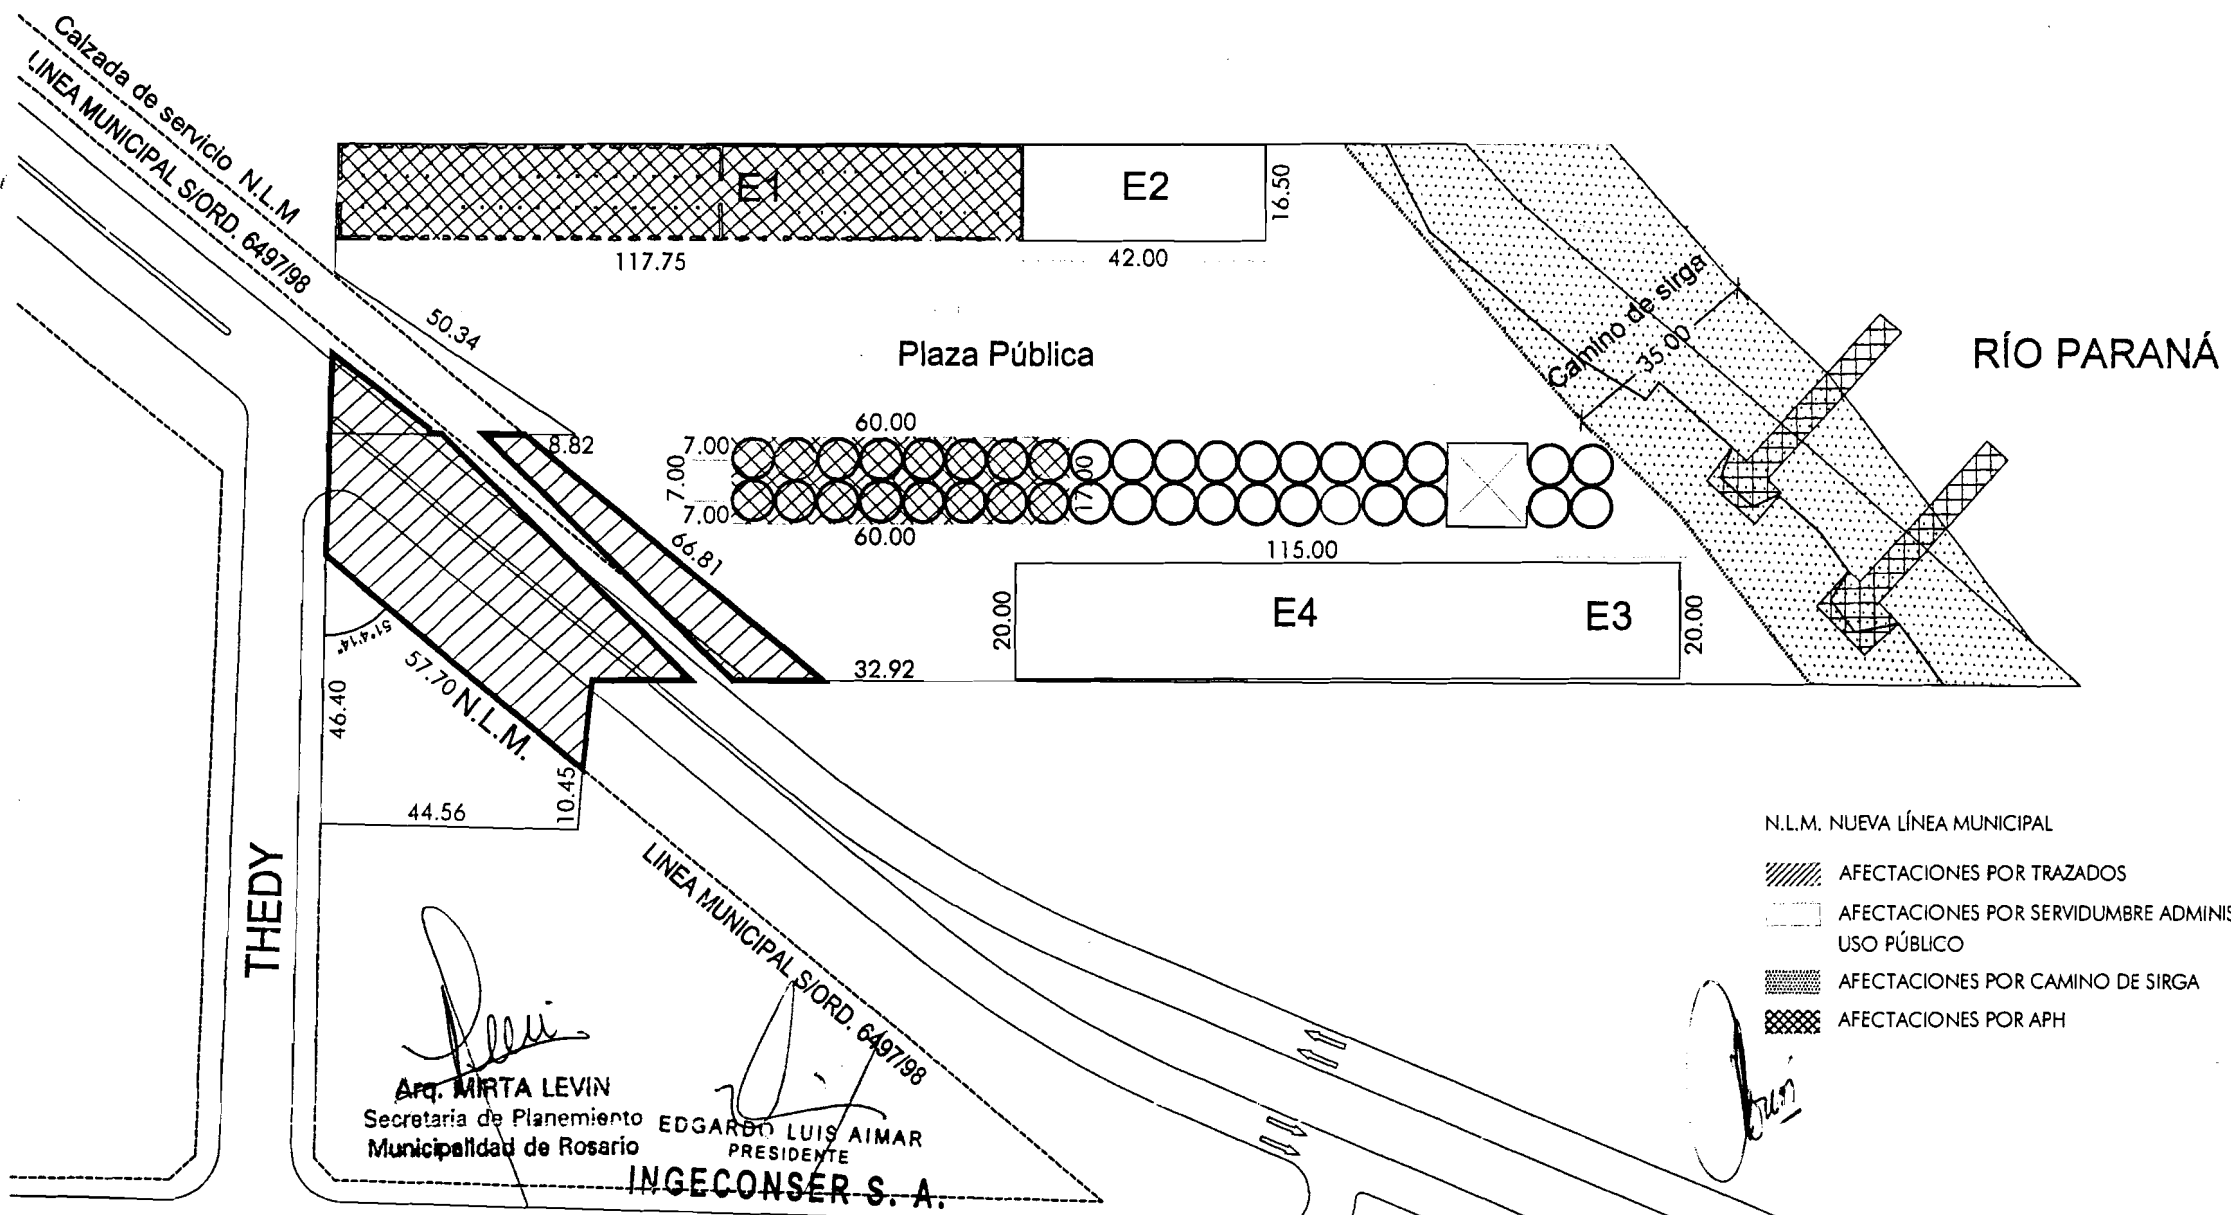 Calzada de servicio N.L.M
LINEA MUNICIPAL S/ORD. 6497/98
E1
E2
16.50
117.75
42.00
50.34
Plaza Pública
Camino de sirga
35.00
RÍO PARANÁ
8.82
60.00
7.00
7.00
7.00
17.00
60.00
66.81
115.00
20.00
E4
E3
20.00
51°4'14"
57.70 N.L.M.
32.92
46.40
44.56
10.45
THEDY
LINEA MUNICIPAL S/ORD. 6497/98
N.L.M. NUEVA LÍNEA MUNICIPAL
AFECTACIONES POR TRAZADOS
AFECTACIONES POR SERVIDUMBRE ADMINIS
USO PÚBLICO
AFECTACIONES POR CAMINO DE SIRGA
AFECTACIONES POR APH
Arq. MIRTA LEVIN
Secretaria de Planemiento
Municipalidad de Rosario
EDGARDO LUIS AIMAR
PRESIDENTE
INGECONSER S. A.